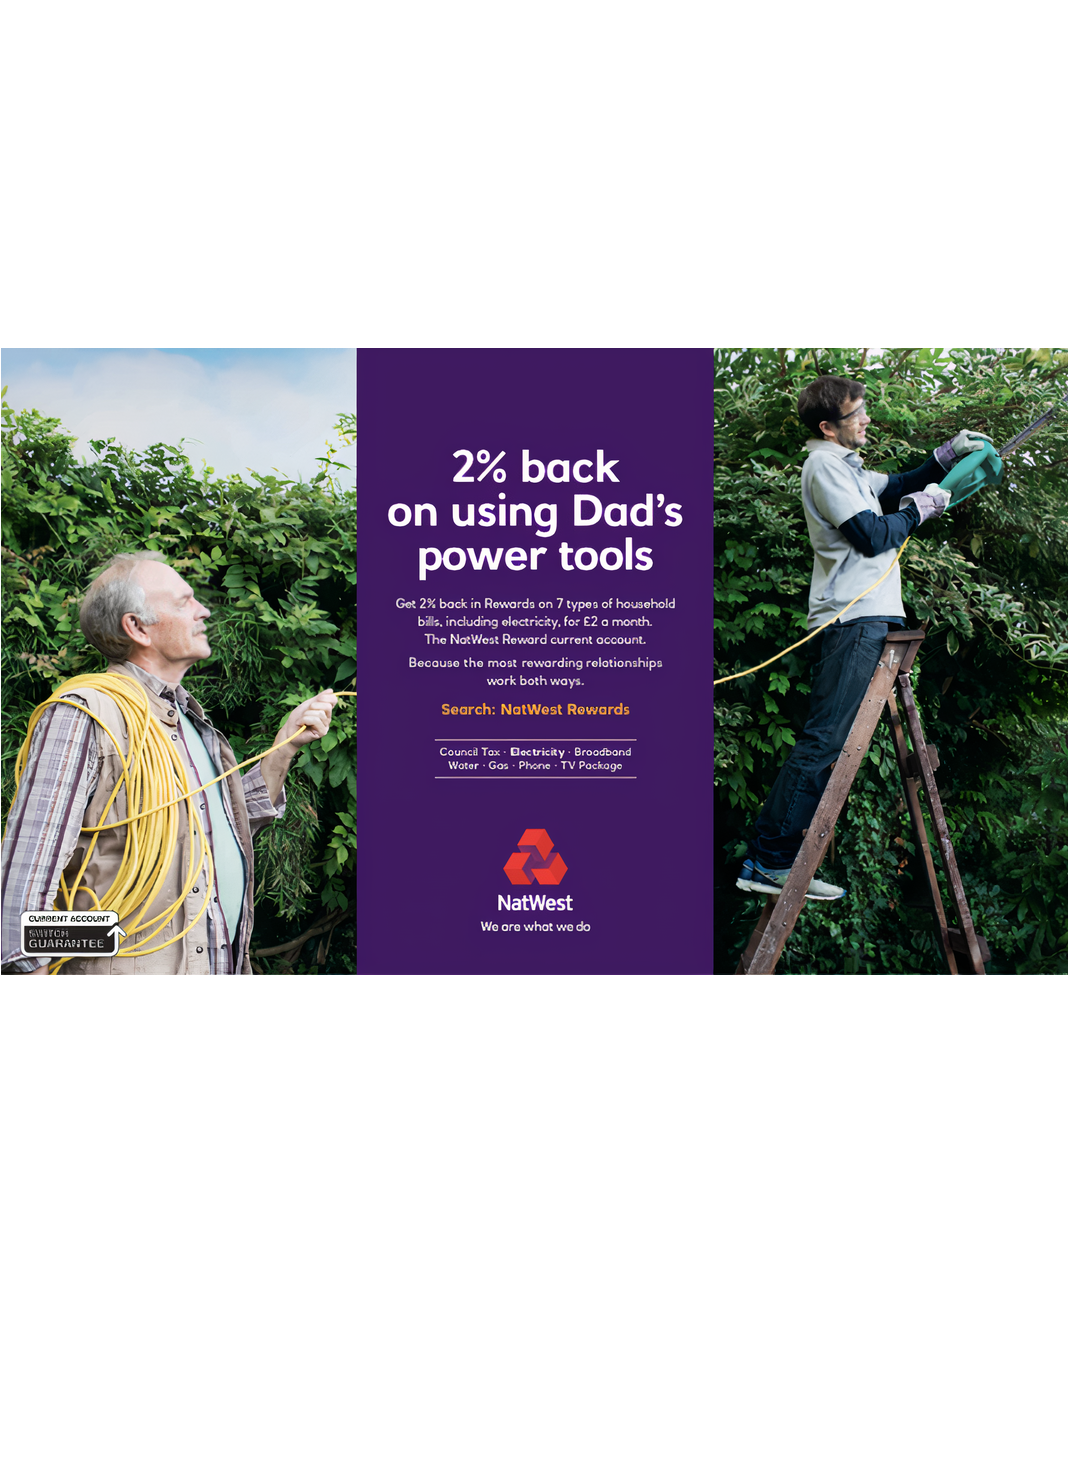 2% back
on using Dad's
power tools
Get 2% back in Rewards on 7 types of household
bills, including electricity, for £2 a month.
The NatWest Reward current account.
Because the most rewarding relationships
work both ways.
Search: NatWest Rewards
Council Tax · Electricity · Broadband
Water · Gas · Phone · TV Package
NatWest
We are what we do
CURRENT ACCOUNT
SWITCH
GUARANTEE